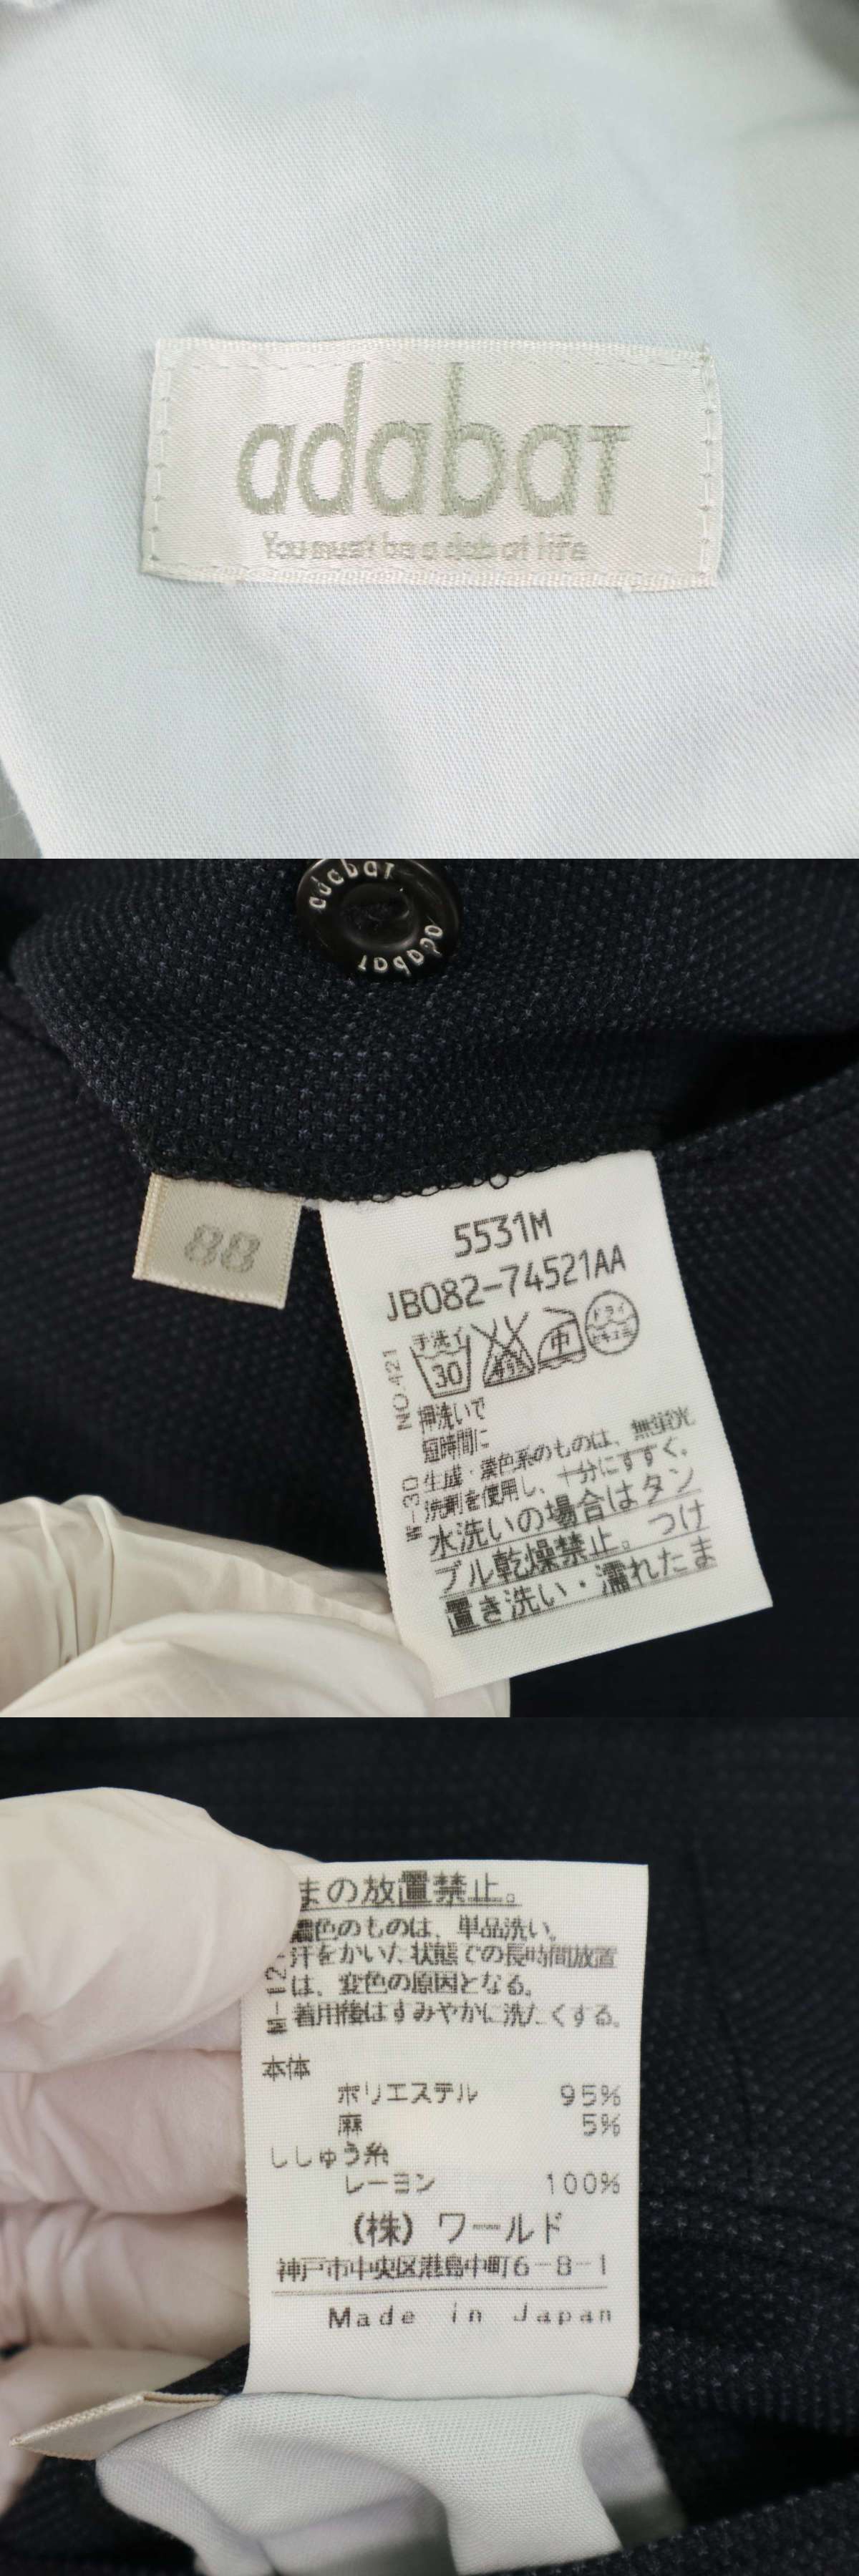 adabat
You must be a dab at life
adabat
adabat
88
5531M
JB082-74521AA
手洗イ
30
中
ドライ
NO.421
押洗いで
短時間に
W-30
生成・淡色系のものは、無蛍光
洗剤を使用し、十分にすすぐ。
水洗いの場合はタン
ブル乾燥禁止。つけ
置き洗い・濡れたま
まの放置禁止。
濃色のものは、単品洗い。
汗をかいた状態での長時間放置
は、変色の原因となる。
着用後はすみやかに洗たくする。
本体
ポリエステル 95%
麻 5%
ししゅう糸
レーヨン 100%
(株)ワールド
神戸市中央区港島中町6-8-1
Made in Japan